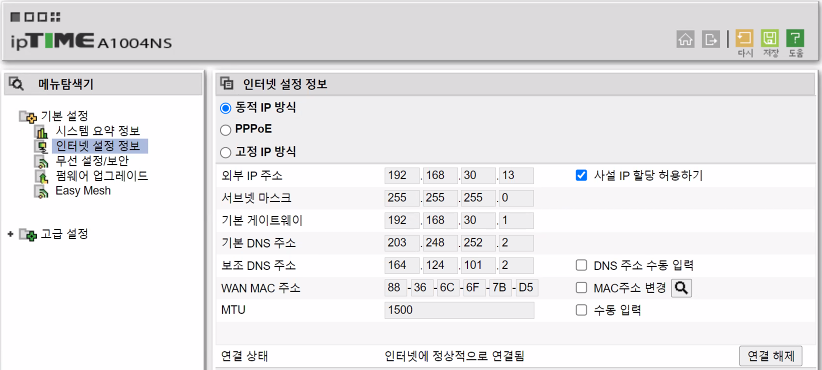 ipTIME A1004NS
다시 저장 도움
메뉴탐색기
기본 설정
시스템 요약 정보
인터넷 설정 정보
무선 설정/보안
펌웨어 업그레이드
Easy Mesh
고급 설정
인터넷 설정 정보
동적 IP 방식
PPPoE
고정 IP 방식
외부 IP 주소 192 . 168 . 30 . 13 사설 IP 할당 허용하기
서브넷 마스크 255 . 255 . 255 . 0
기본 게이트웨이 192 . 168 . 30 . 1
기본 DNS 주소 203 . 248 . 252 . 2
보조 DNS 주소 164 . 124 . 101 . 2 DNS 주소 수동 입력
WAN MAC 주소 88 - 36 - 6C - 6F - 7B - D5 MAC주소 변경
MTU 1500 수동 입력
연결 상태 인터넷에 정상적으로 연결됨 연결 해제